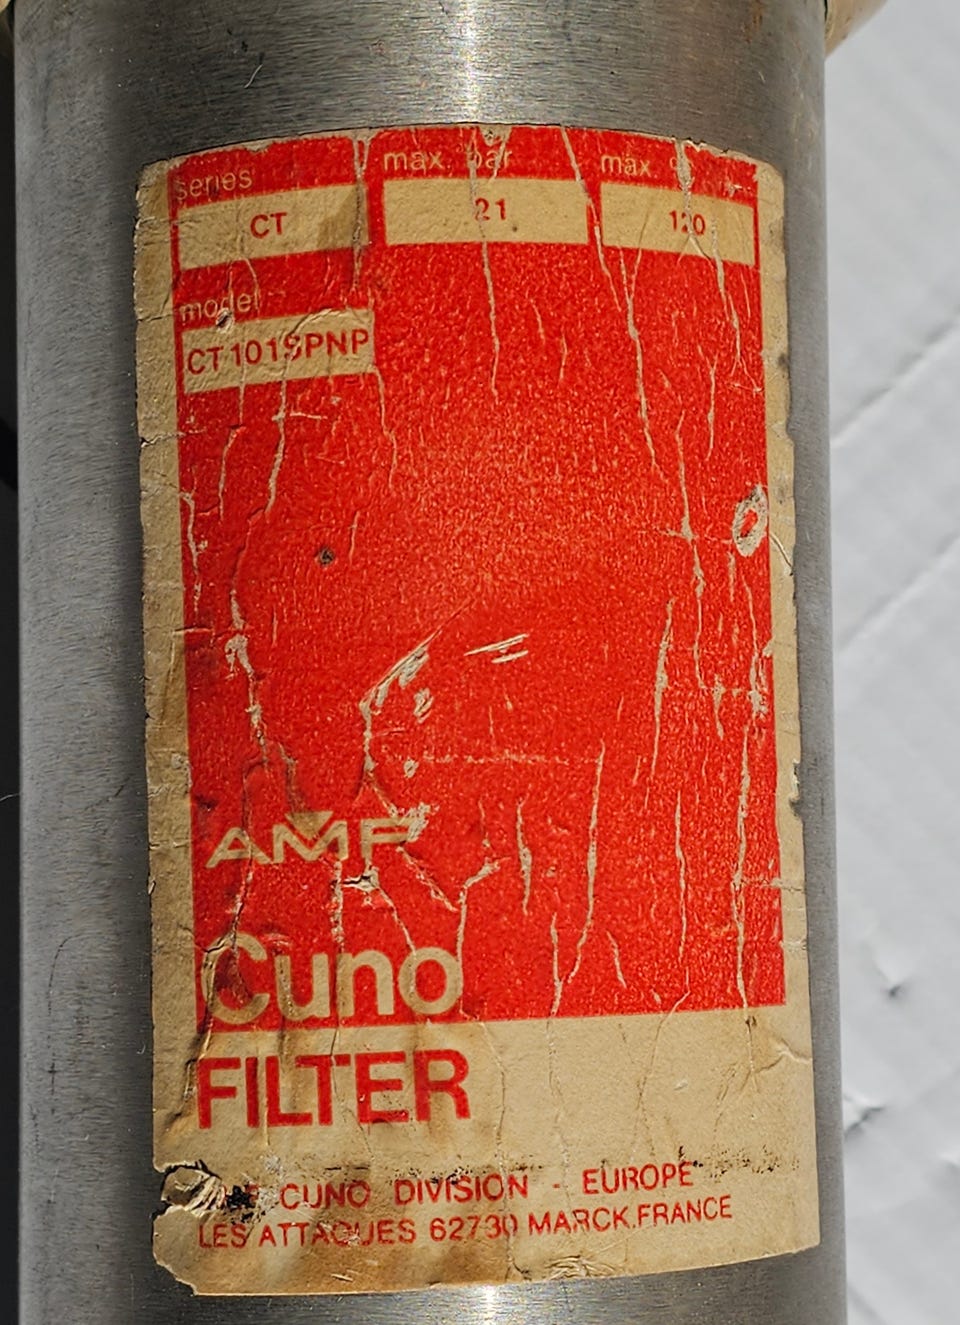 series max. bar max.
CT 21 120
model
CT101SPNP
AMF
Cuno
FILTER
CUNO DIVISION - EUROPE
LES ATTAQUES 62730 MARCK.FRANCE